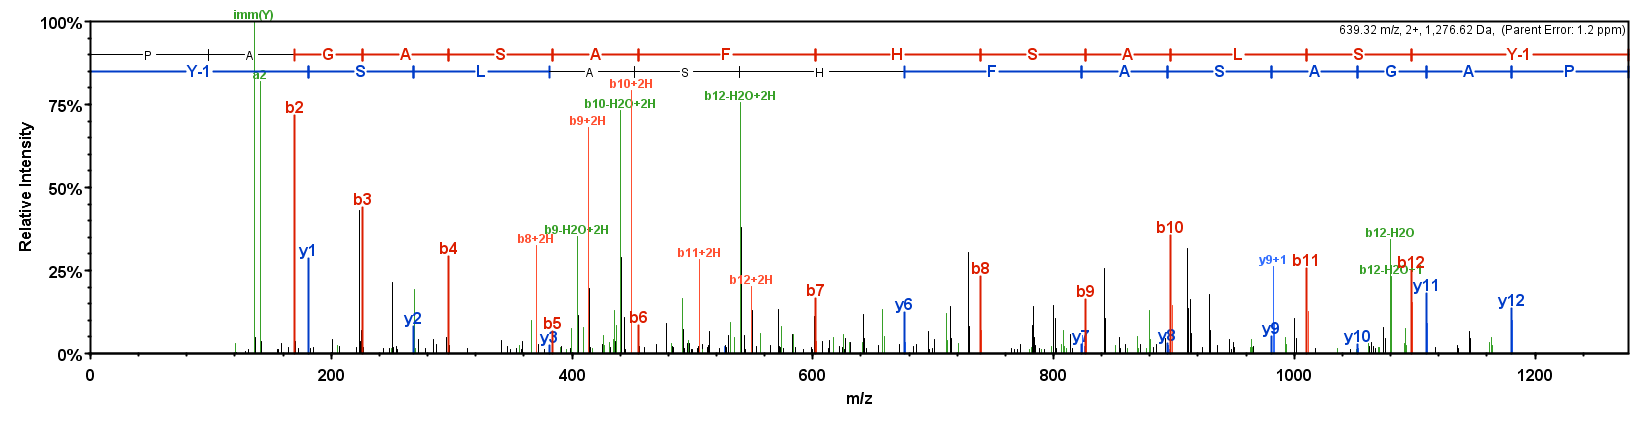 imm(Y)
100%
639.32 m/z, 2+, 1,276.62 Da, (Parent Error: 1.2 ppm)
P A G A S A F H S A L S Y-1
Y-1 S L A S H F A S A G A P
a2
b10+2H
b12-H2O+2H
75%
b10-H2O+2H
b2
b9+2H
Relative Intensity
50%
b3
b10
b9-H2O+2H
b12-H2O
b8+2H
b4
y1
b11+2H
y9+1
b11
b12
25%
b8
b12-H2O+1
b12+2H
y11
b7
b9
y12
y6
y2
b5
b6
y3
y7
y8
y9
y10
0%
0 200 400 600 800 1000 1200
m/z